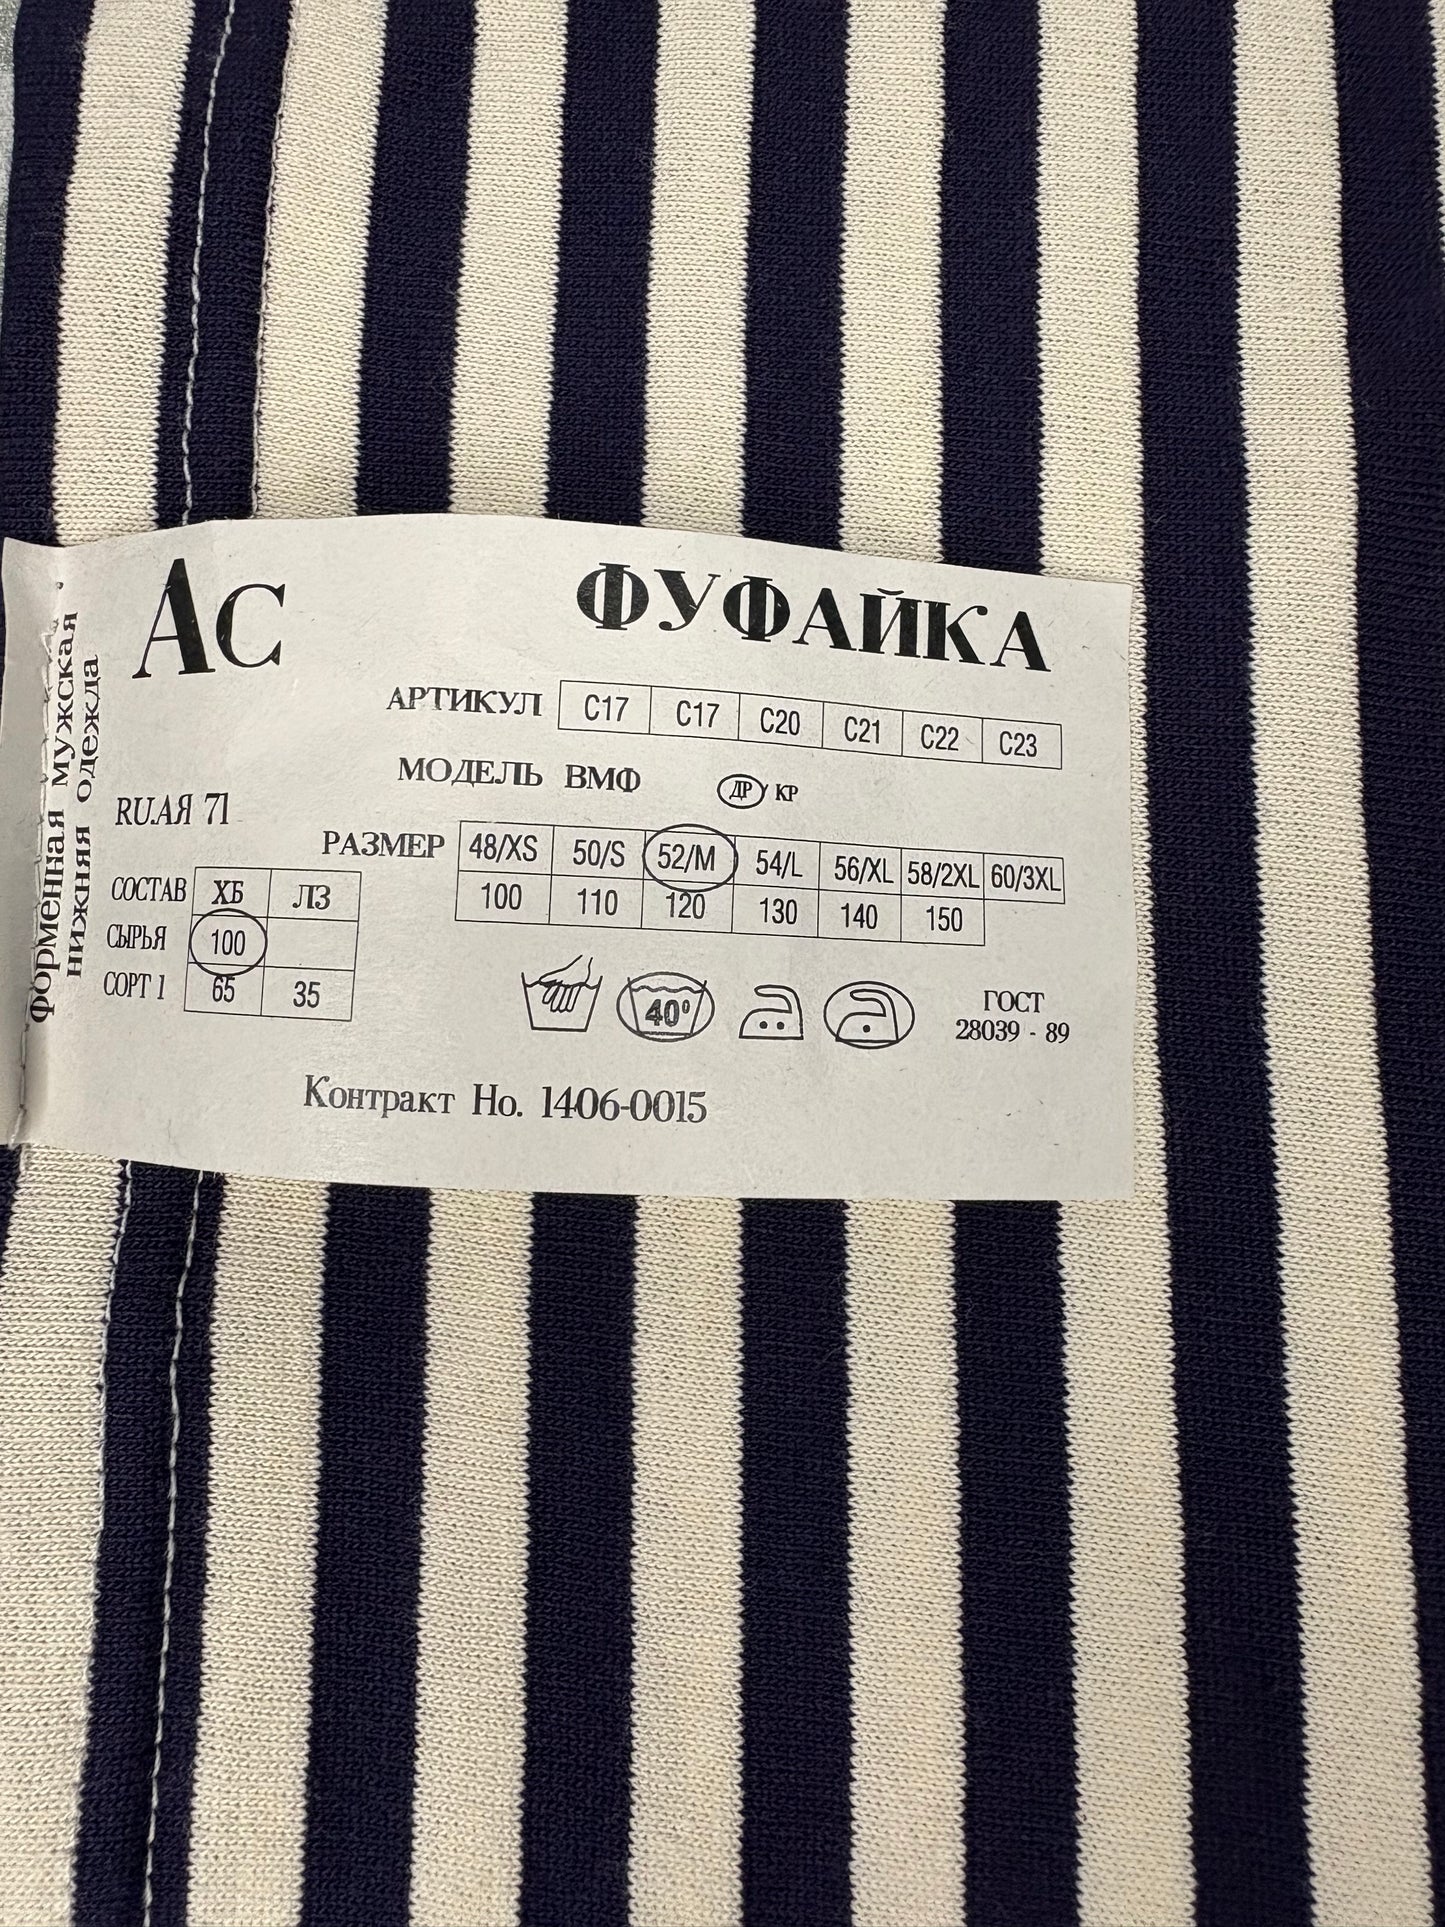 Форменная мужская
нижняя одежда
Ас
ФУФАЙКА
АРТИКУЛ С17 С17 С20 С21 С22 С23
МОДЕЛЬ ВМФ ДР КР
RU.АЯ 71
РАЗМЕР 48/XS 50/S 52/M 54/L 56/XL 58/2XL 60/3XL
100 110 120 130 140 150
СОСТАВ ХБ ЛЗ
СЫРЬЯ 100
СОРТ 1 65 35
40°
ГОСТ
28039 - 89
Контракт Но. 1406-0015